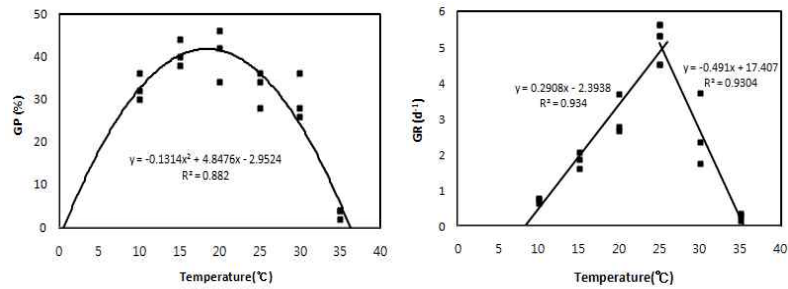 50
40
30
20
10
0
GP (%)
y = -0.1314x² + 4.8476x - 2.9524
R² = 0.882
0 5 10 15 20 25 30 35 40
Temperature(℃)
6
5
4
3
2
1
0
GR (d⁻¹)
y = 0.2908x - 2.3938
R² = 0.934
y = -0.491x + 17.407
R² = 0.9304
0 5 10 15 20 25 30 35 40
Temperature(℃)